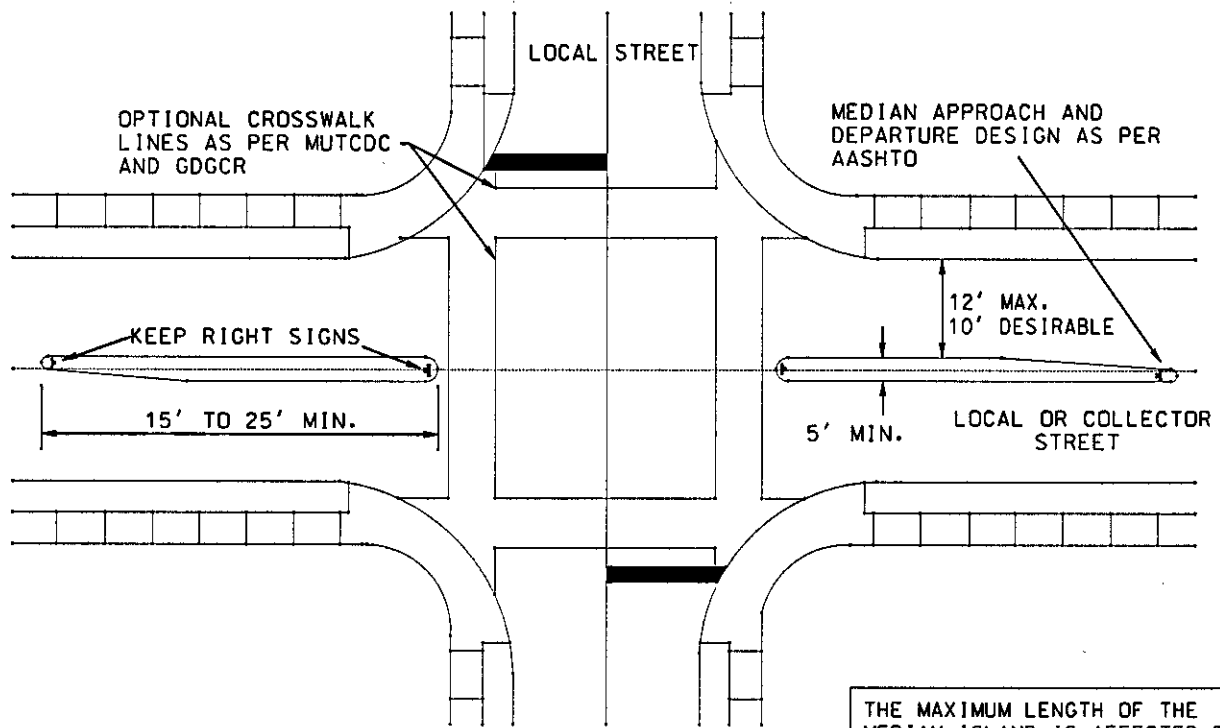 LOCAL STREET
OPTIONAL CROSSWALK
LINES AS PER MUTCDC
AND GDGCR
MEDIAN APPROACH AND
DEPARTURE DESIGN AS PER
AASHTO
12' MAX.
10' DESIRABLE
KEEP RIGHT SIGNS
15' TO 25' MIN.
5' MIN.
LOCAL OR COLLECTOR
STREET
THE MAXIMUM LENGTH OF THE